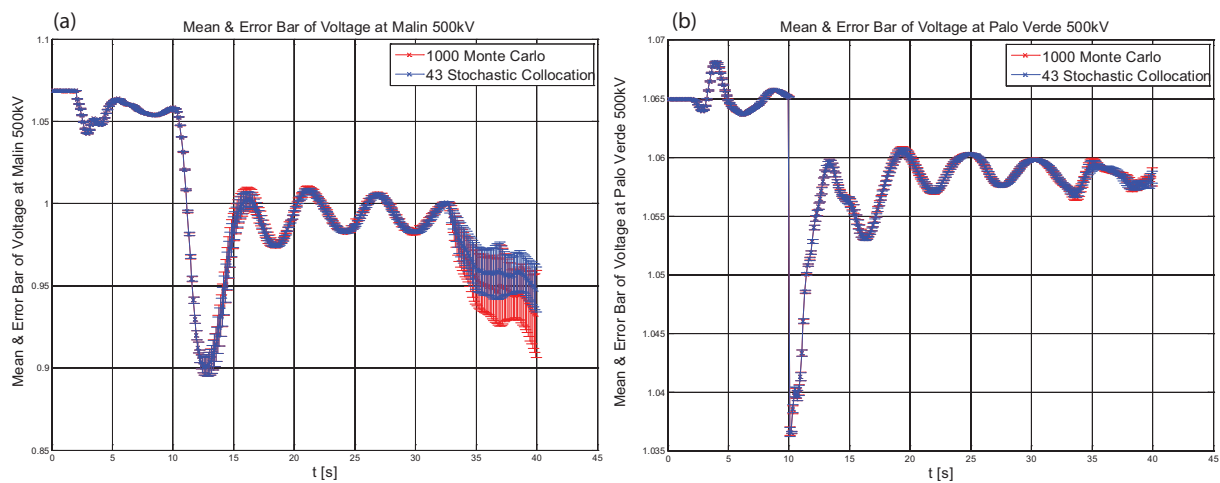 (a)
Mean & Error Bar of Voltage at Malin 500kV
1.1
1.05
1
0.95
0.9
0.85
Mean & Error Bar of Voltage at Malin 500kV
1000 Monte Carlo
43 Stochastic Collocation
0 5 10 15 20 25 30 35 40 45
t [s]
(b)
Mean & Error Bar of Voltage at Palo Verde 500kV
1.07
1.065
1.06
1.055
1.05
1.045
1.04
1.035
Mean & Error Bar of Voltage at Palo Verde 500kV
1000 Monte Carlo
43 Stochastic Collocation
0 5 10 15 20 25 30 35 40 45
t [s]